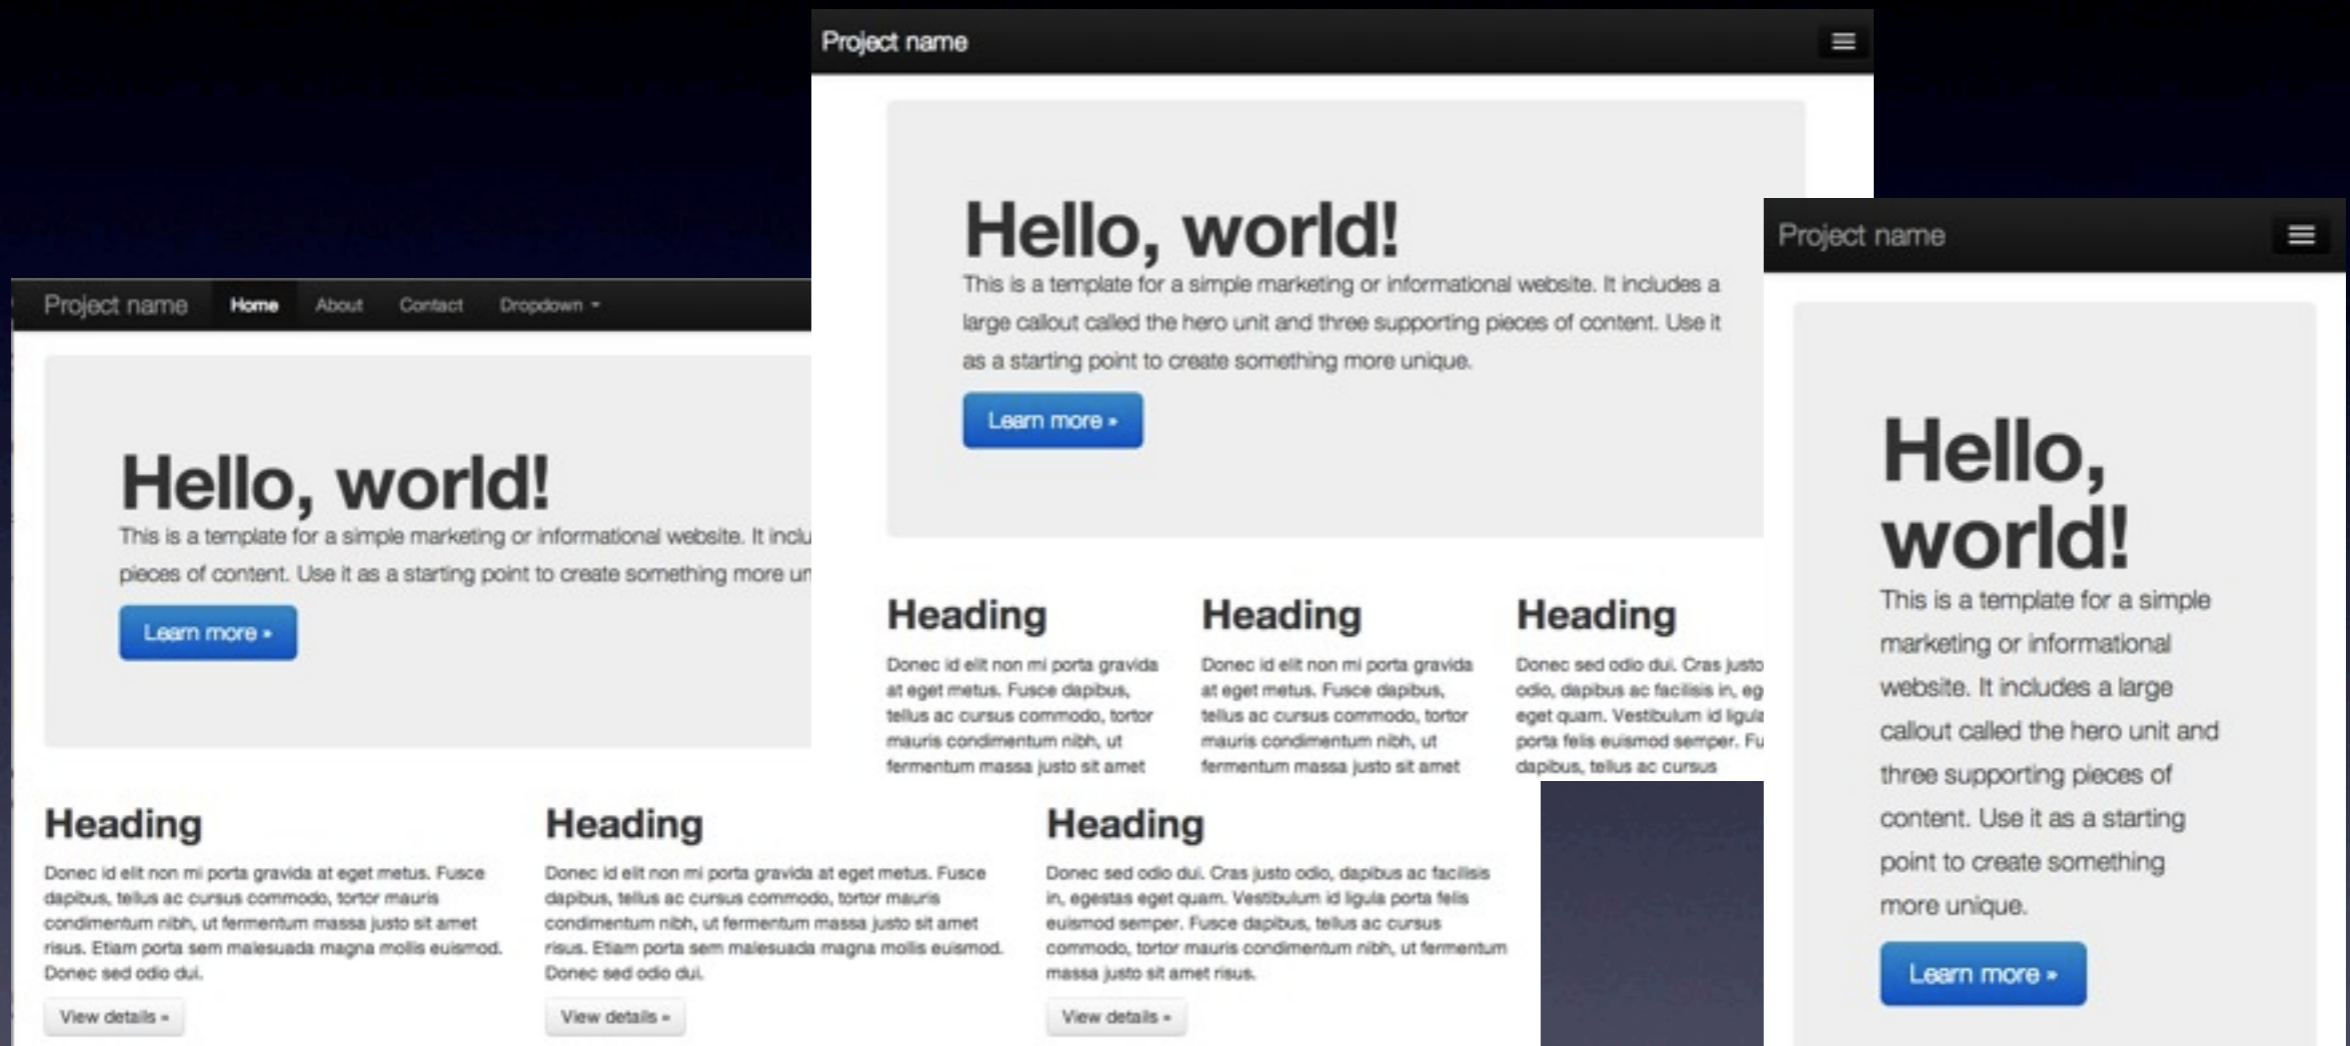 Project name
Home
About
Contact
Dropdown
Hello, world!
This is a template for a simple marketing or informational website. It
pieces of content. Use it as a starting point to create something more
Learn more »
Heading
Donec id elit non mi porta gravida at eget metus. Fusce
dapibus, tellus ac cursus commodo, tortor mauris
condimentum nibh, ut fermentum massa justo sit amet
risus. Etiam porta sem malesuada magna mollis euismod.
Donec sed odio dui.
View details »
Heading
Donec id elit non mi porta gravida at eget metus. Fusce
dapibus, tellus ac cursus commodo, tortor mauris
condimentum nibh, ut fermentum massa justo sit amet
risus. Etiam porta sem malesuada magna mollis euismod.
Donec sed odio dui.
View details »
Heading
Donec sed odio dui. Cras justo odio, dapibus ac facilisis
in, egestas eget quam. Vestibulum id ligula porta felis
euismod semper. Fusce dapibus, tellus ac cursus
commodo, tortor mauris condimentum nibh, ut fermentum
massa justo sit amet risus.
View details »
Project name
Hello, world!
This is a template for a simple marketing or informational website. It includes a
large callout called the hero unit and three supporting pieces of content. Use it
as a starting point to create something more unique.
Learn more »
Heading
Donec id elit non mi porta gravida
at eget metus. Fusce dapibus,
tellus ac cursus commodo, tortor
mauris condimentum nibh, ut
fermentum massa justo sit amet
Heading
Donec id elit non mi porta gravida
at eget metus. Fusce dapibus,
tellus ac cursus commodo, tortor
mauris condimentum nibh, ut
fermentum massa justo sit amet
Heading
Donec sed odio dui. Cras justo
odio, dapibus ac facilisis in,
eget quam. Vestibulum id ligula
porta felis euismod semper.
dapibus, tellus ac cursus
Project name
Hello,
world!
This is a template for a simple
marketing or informational
website. It includes a large
callout called the hero unit and
three supporting pieces of
content. Use it as a starting
point to create something
more unique.
Learn more »